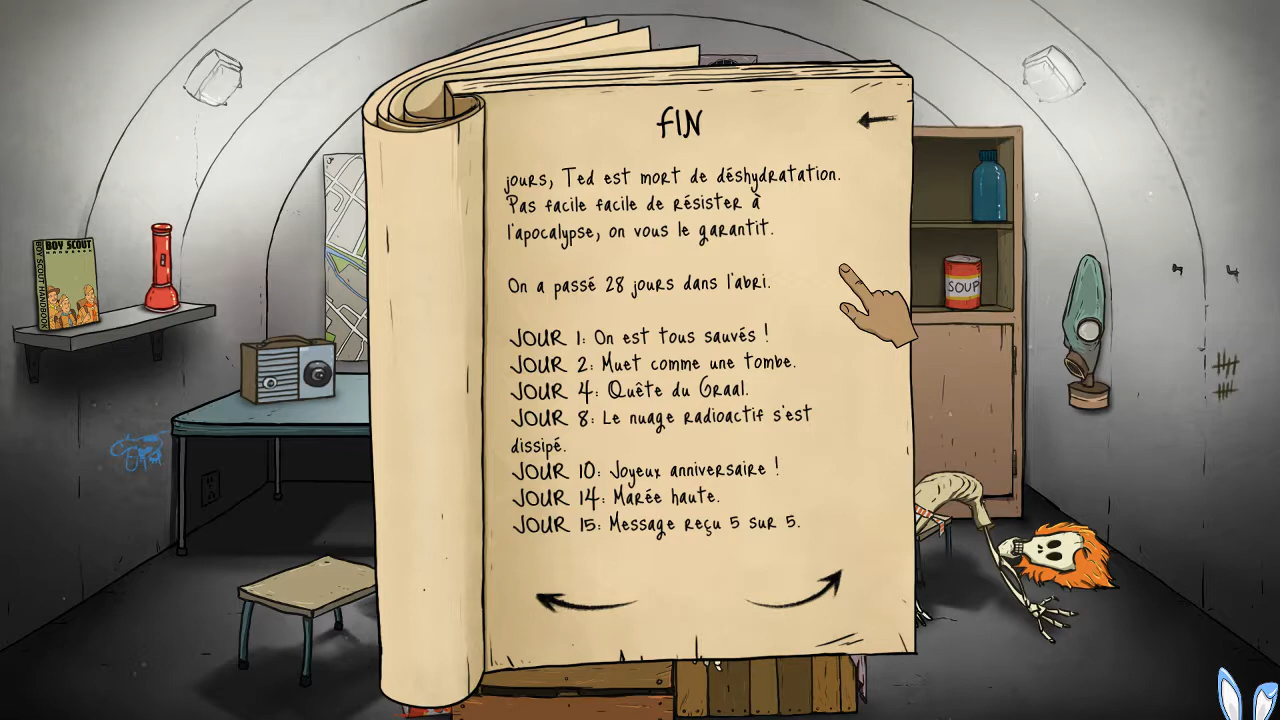 FIN
jours, Ted est mort de déshydratation.
Pas facile facile de résister à
l'apocalypse, on vous le garantit.
On a passé 28 jours dans l'abri.
JOUR 1: On est tous sauvés !
JOUR 2: Muet comme une tombe.
JOUR 4: Quête du Graal.
JOUR 8: Le nuage radioactif s'est
dissipé.
JOUR 10: Joyeux anniversaire !
JOUR 14: Marée haute.
JOUR 15: Message reçu 5 sur 5.
BOY SCOUT
BOY SCOUT HANDBOOK
SOUP